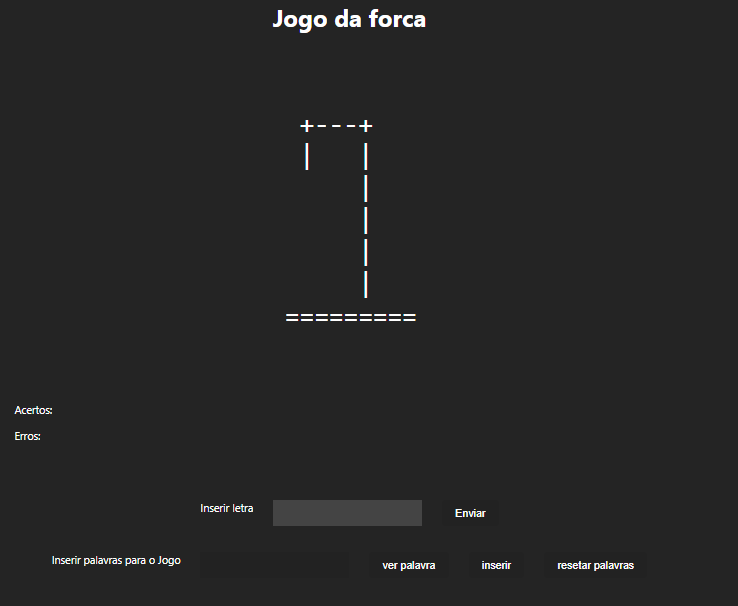 Jogo da forca
+---+
|   |
    |
    |
    |
    |
=========
Acertos:
Erros:
Inserir letra Enviar
Inserir palavras para o Jogo ver palavra inserir resetar palavras